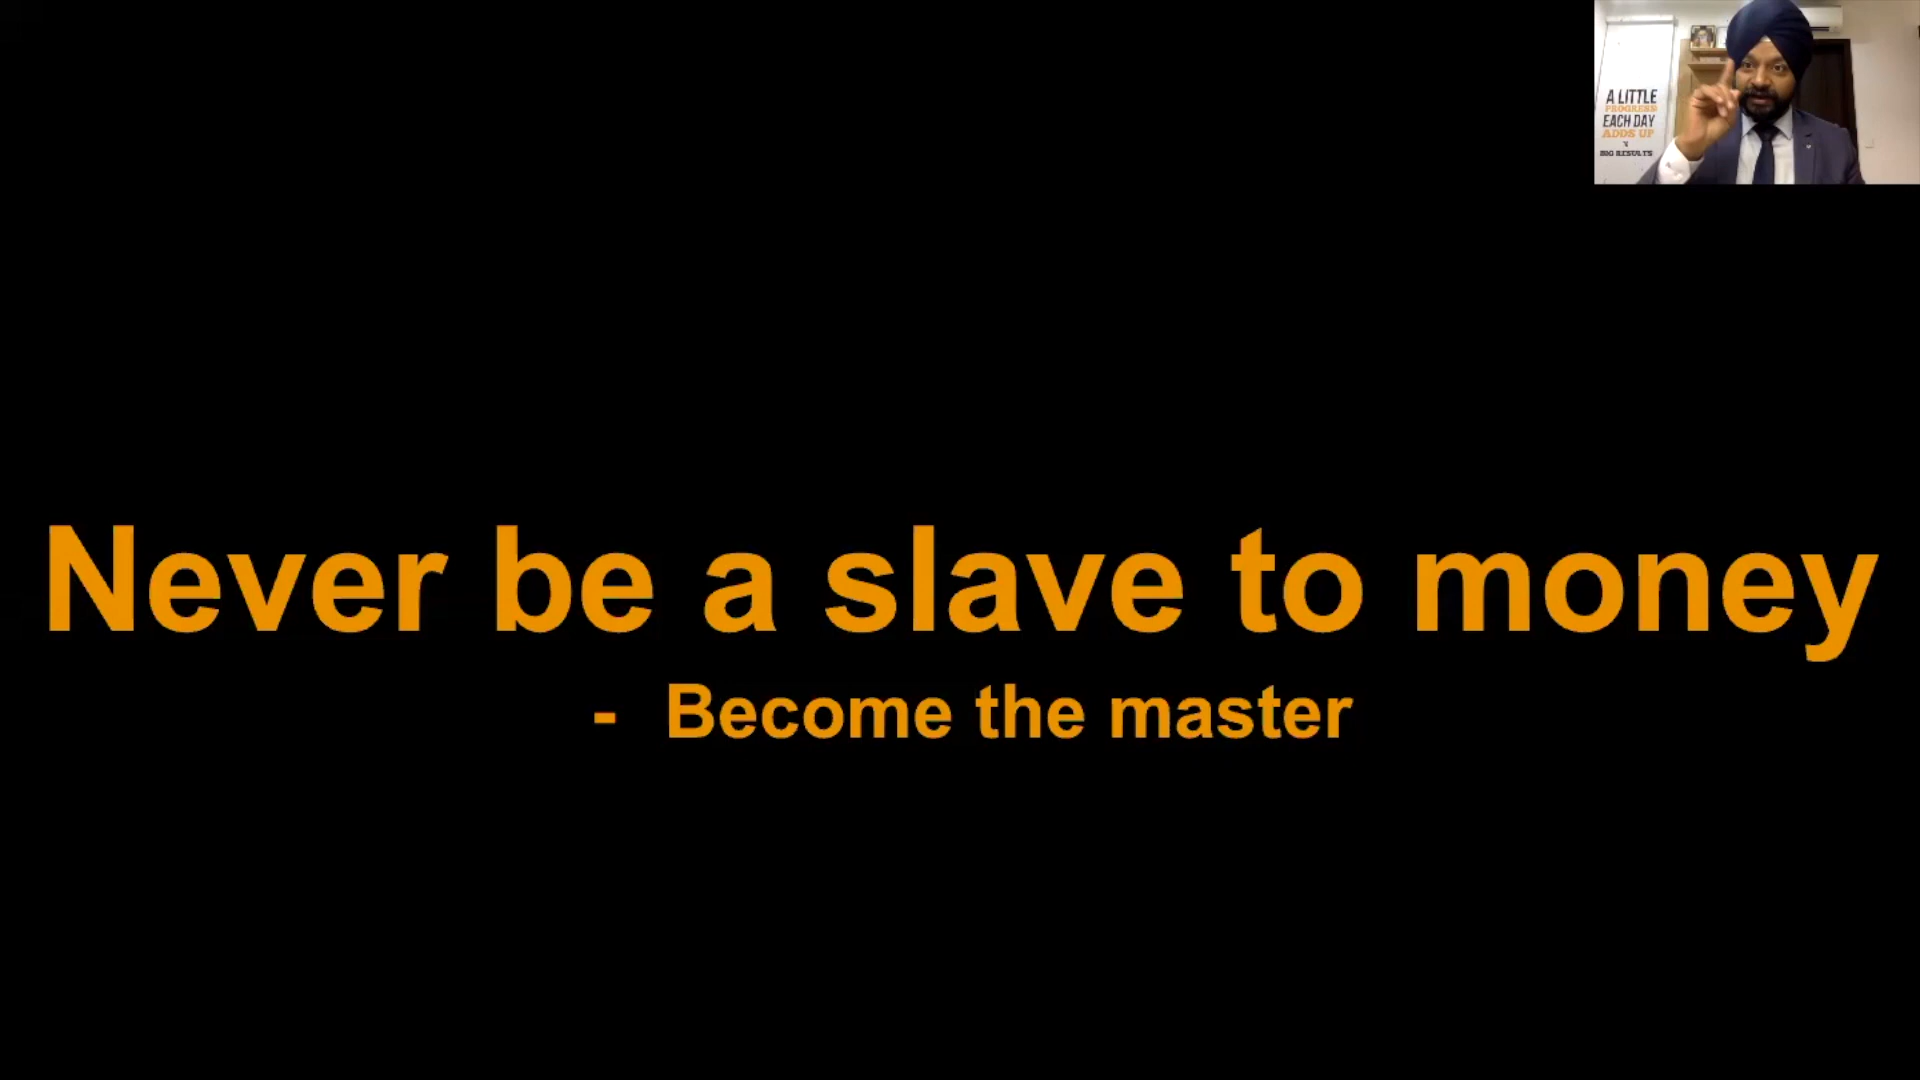 A LITTLE
PROGRESS
EACH DAY
ADDS UP
BIG RESULTS
Never be a slave to money
- Become the master